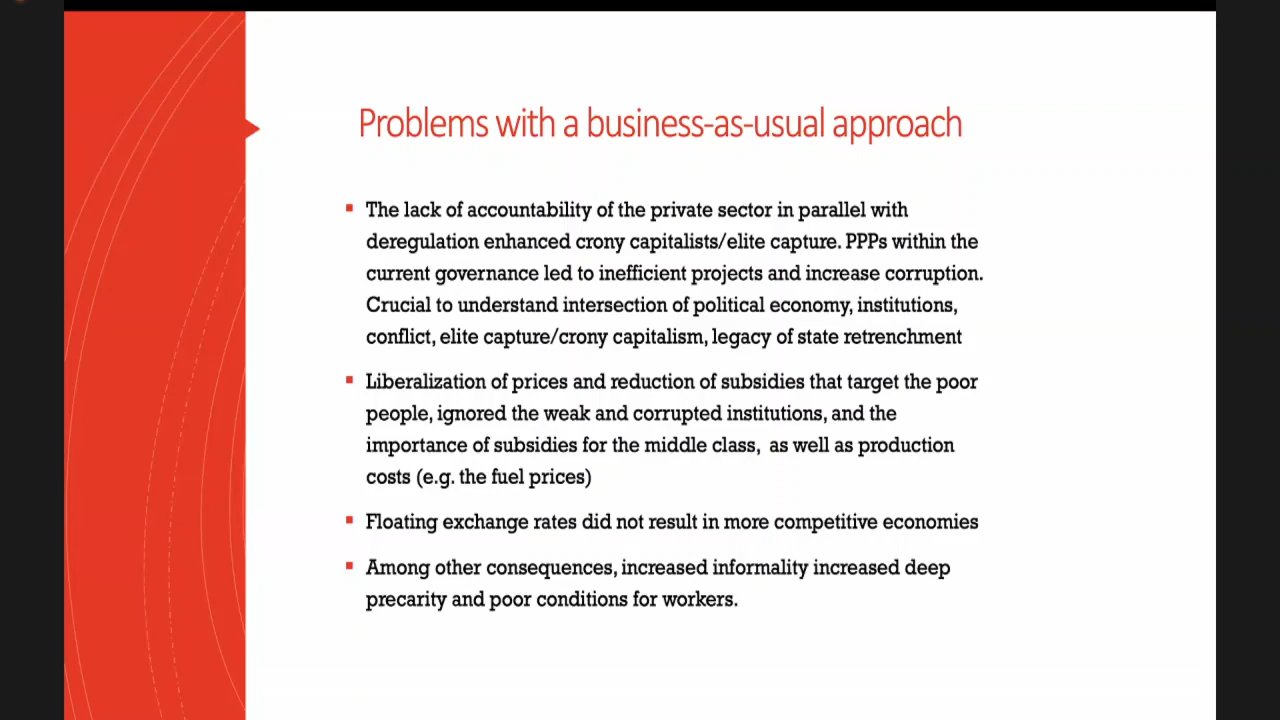 Problems with a business-as-usual approach
The lack of accountability of the private sector in parallel with
deregulation enhanced crony capitalists/elite capture. PPPs within the
current governance led to inefficient projects and increase corruption.
Crucial to understand intersection of political economy, institutions,
conflict, elite capture/crony capitalism, legacy of state retrenchment
Liberalization of prices and reduction of subsidies that target the poor
people, ignored the weak and corrupted institutions, and the
importance of subsidies for the middle class, as well as production
costs (e.g. the fuel prices)
Floating exchange rates did not result in more competitive economies
Among other consequences, increased informality increased deep
precarity and poor conditions for workers.